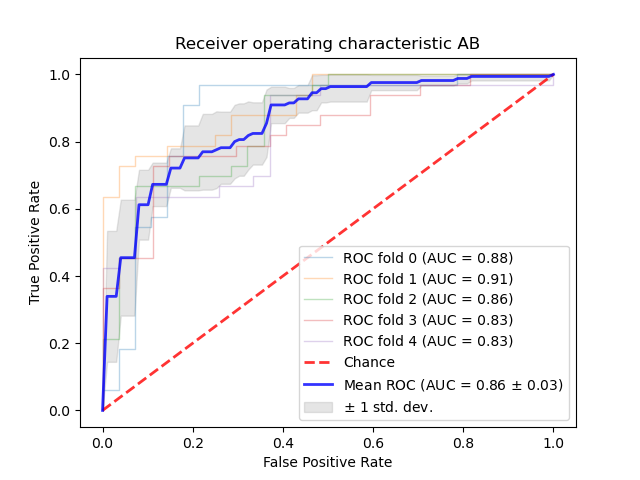 Receiver operating characteristic AB
True Positive Rate
1.0
0.8
0.6
0.4
0.2
0.0
ROC fold 0 (AUC = 0.88)
ROC fold 1 (AUC = 0.91)
ROC fold 2 (AUC = 0.86)
ROC fold 3 (AUC = 0.83)
ROC fold 4 (AUC = 0.83)
Chance
Mean ROC (AUC = 0.86 ± 0.03)
± 1 std. dev.
0.0 0.2 0.4 0.6 0.8 1.0
False Positive Rate